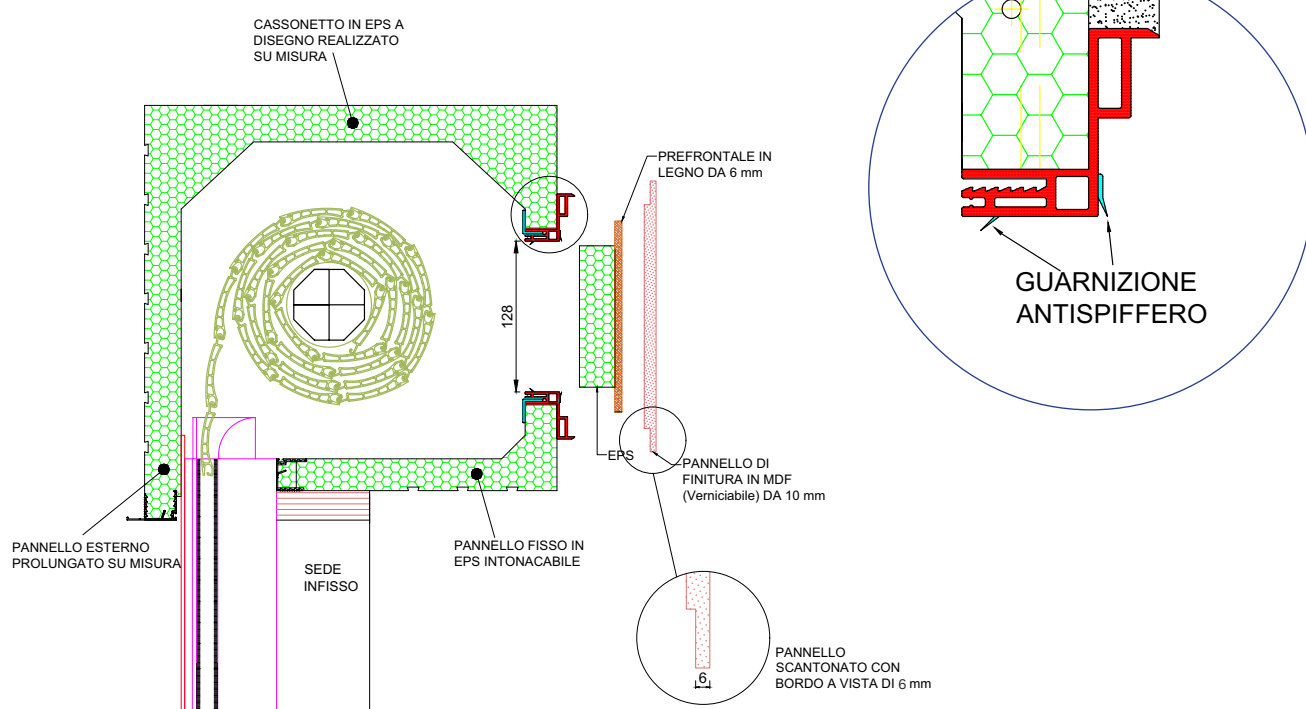 CASSONETTO IN EPS A
DISEGNO REALIZZATO
SU MISURA
PREFRONTALE IN
LEGNO DA 6 mm
GUARNIZIONE
ANTISPIFFERO
128
EPS
PANNELLO DI
FINITURA IN MDF
(Verniciabile) DA 10 mm
PANNELLO ESTERNO
PROLUNGATO SU MISURA
PANNELLO FISSO IN
EPS INTONACABILE
SEDE
INFISSO
PANNELLO
SCANTONATO CON
BORDO A VISTA DI 6 mm
6